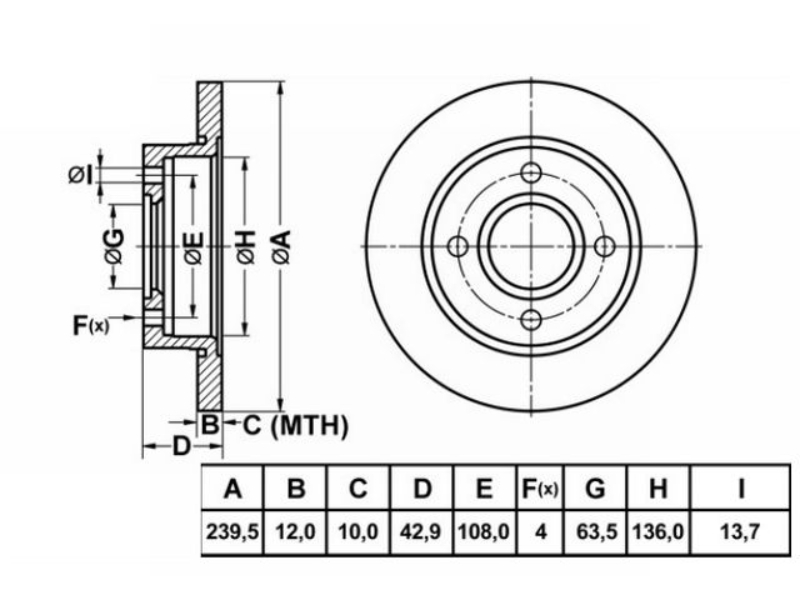 ØI
ØG
ØE
ØH
ØA
F(x)
B C (MTH)
D
A B C D E F(x) G H I
239,5 12,0 10,0 42,9 108,0 4 63,5 136,0 13,7